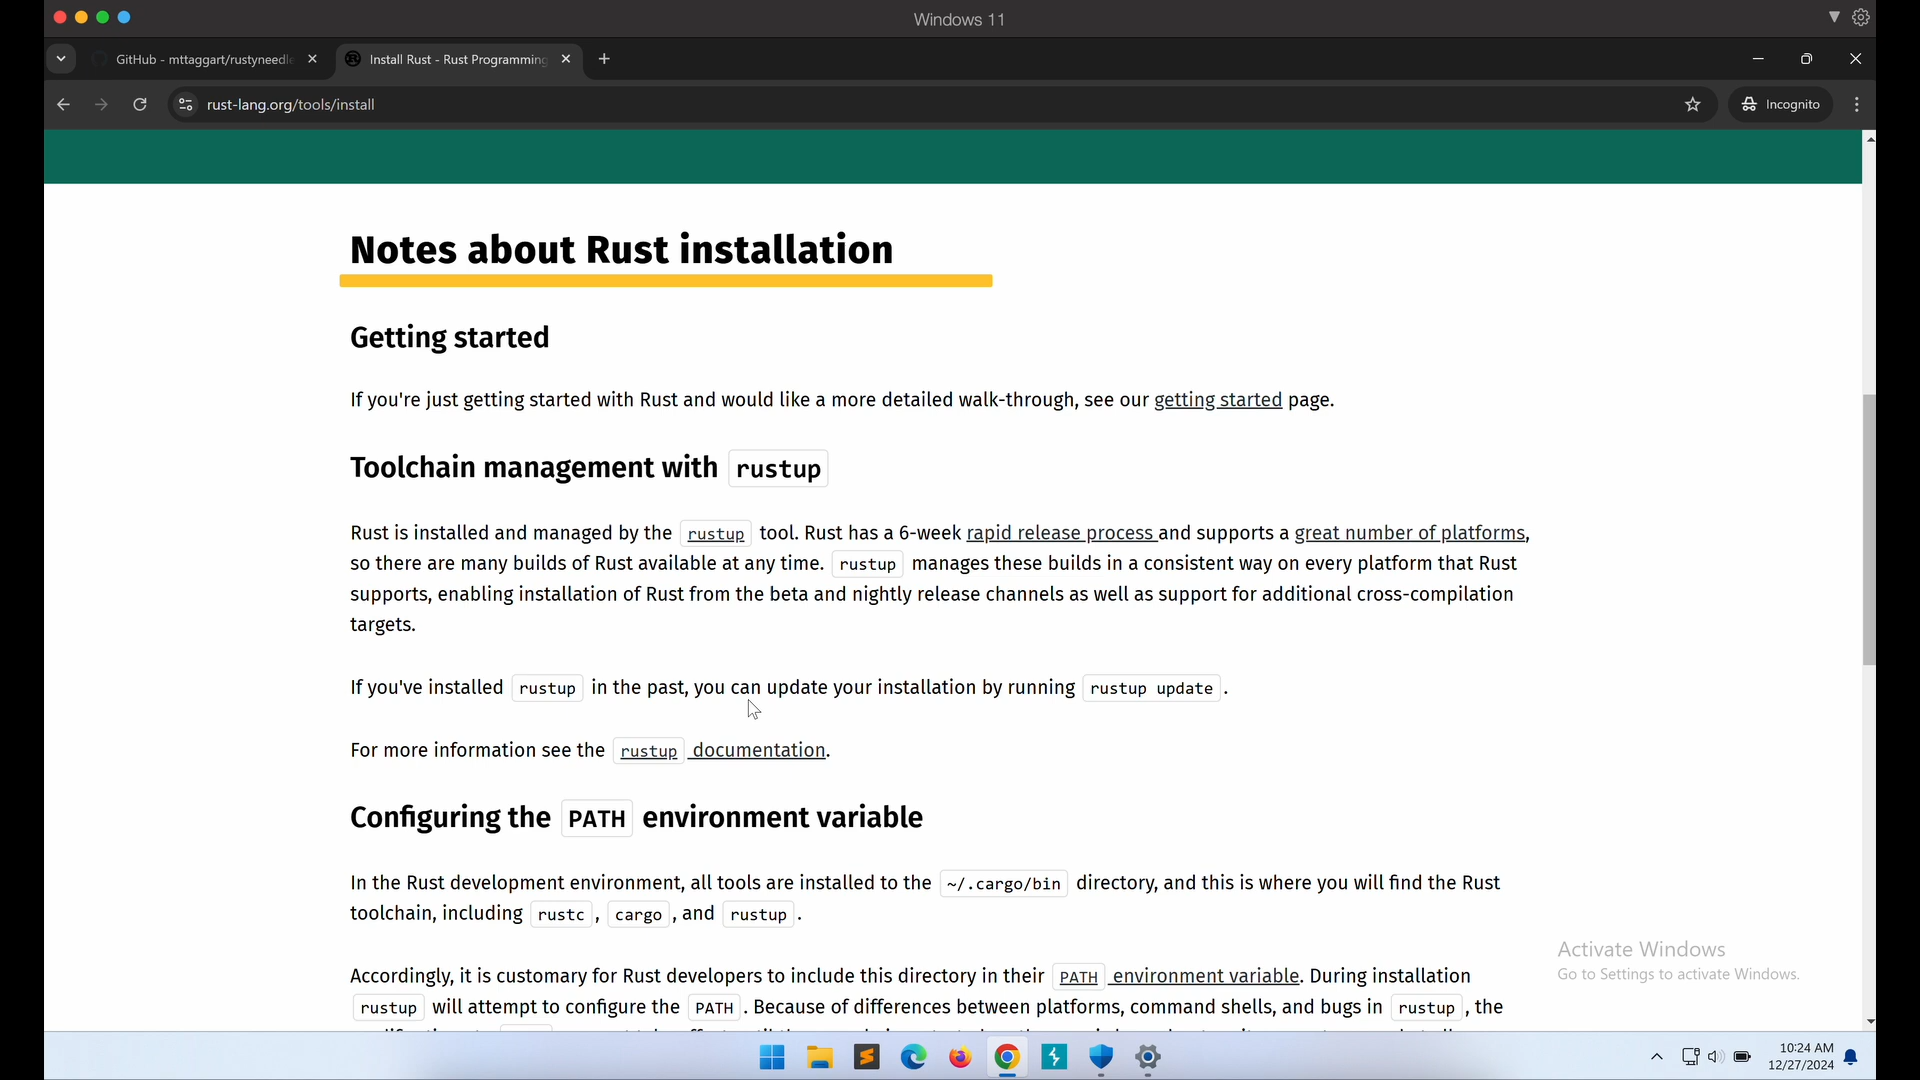 Windows 11
GitHub - mttaggart/rustyneedle
Install Rust - Rust Programming
rust-lang.org/tools/install
Incognito
Notes about Rust installation
Getting started
If you're just getting started with Rust and would like a more detailed walk-through, see our getting started page.
Toolchain management with rustup
Rust is installed and managed by the rustup tool. Rust has a 6-week rapid release process and supports a great number of platforms,
so there are many builds of Rust available at any time. rustup manages these builds in a consistent way on every platform that Rust
supports, enabling installation of Rust from the beta and nightly release channels as well as support for additional cross-compilation
targets.
If you've installed rustup in the past, you can update your installation by running rustup update.
For more information see the rustup documentation.
Configuring the PATH environment variable
In the Rust development environment, all tools are installed to the ~/.cargo/bin directory, and this is where you will find the Rust
toolchain, including rustc, cargo, and rustup.
Accordingly, it is customary for Rust developers to include this directory in their PATH environment variable. During installation
rustup will attempt to configure the PATH. Because of differences between platforms, command shells, and bugs in rustup, the
Activate Windows
Go to Settings to activate Windows.
10:24 AM
12/27/2024